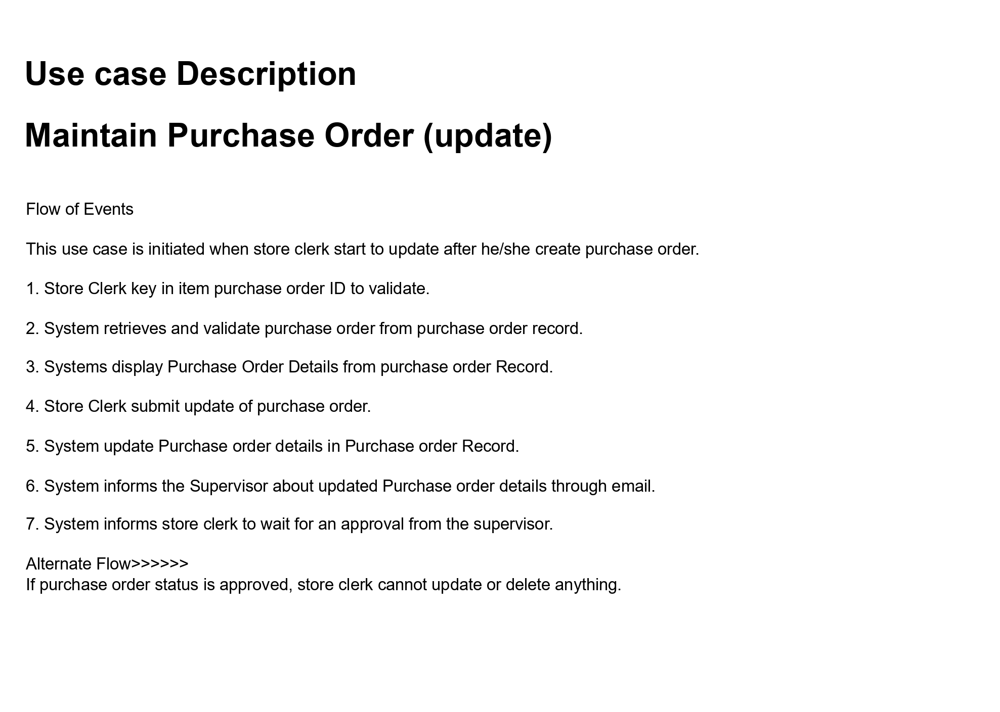 Use case Description
Maintain Purchase Order (update)
Flow of Events
This use case is initiated when store clerk start to update after he/she create purchase order.
1. Store Clerk key in item purchase order ID to validate.
2. System retrieves and validate purchase order from purchase order record.
3. Systems display Purchase Order Details from purchase order Record.
4. Store Clerk submit update of purchase order.
5. System update Purchase order details in Purchase order Record.
6. System informs the Supervisor about updated Purchase order details through email.
7. System informs store clerk to wait for an approval from the supervisor.
Alternate Flow>>>>>>
If purchase order status is approved, store clerk cannot update or delete anything.